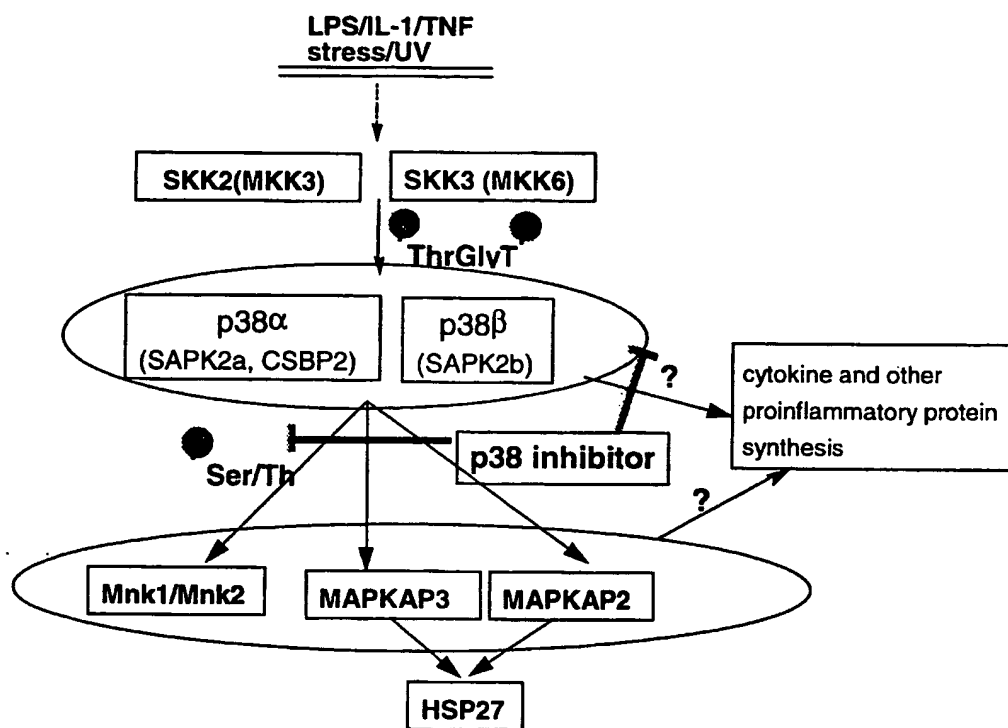 LPS/IL-1/TNF
stress/UV
SKK2(MKK3)
SKK3 (MKK6)
ThrGlyT
p38α
(SAPK2a, CSBP2)
p38β
(SAPK2b)
?
cytokine and other
proinflammatory protein
synthesis
p38 inhibitor
Ser/Th
?
Mnk1/Mnk2
MAPKAP3
MAPKAP2
HSP27